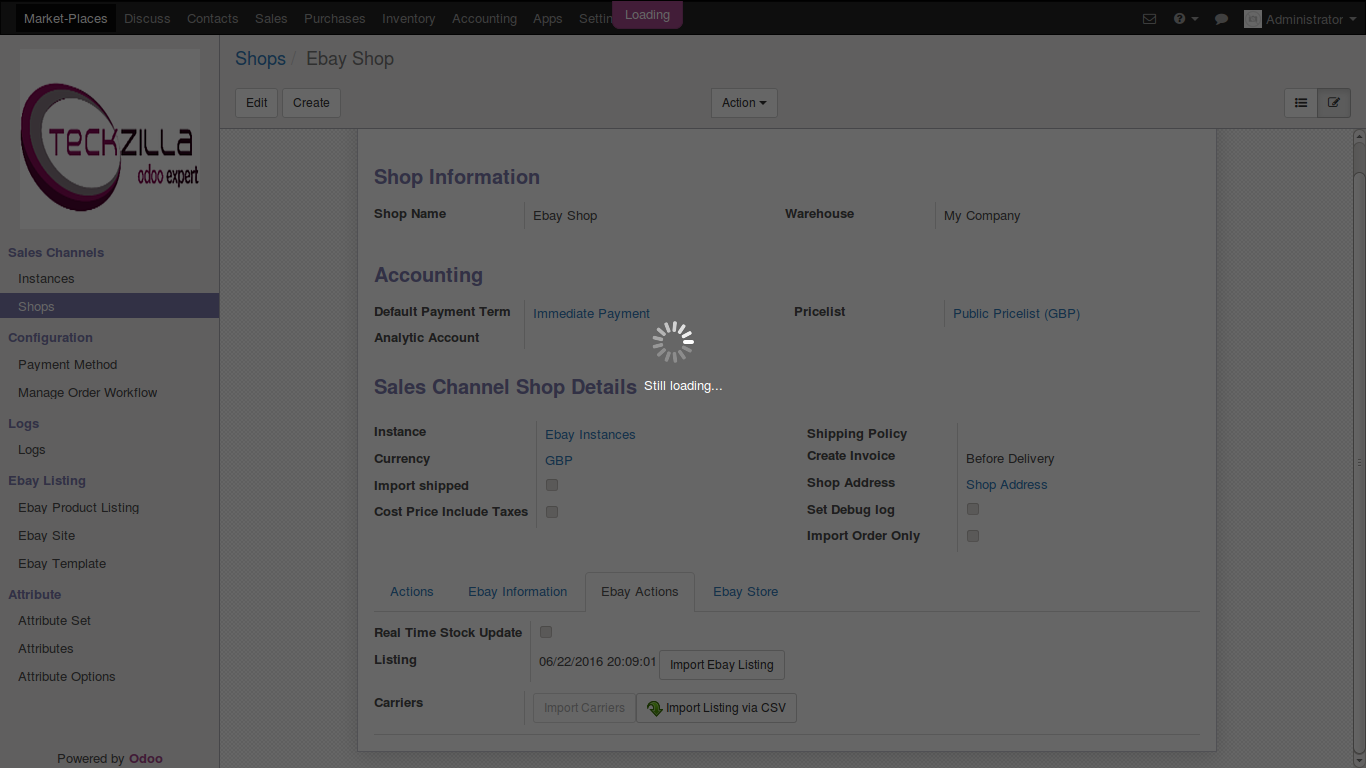 Market-Places Discuss Contacts Sales Purchases Inventory Accounting Apps Settin Loading Administrator
TECKZILLA
odoo expert
Shops / Ebay Shop
Edit Create Action
Sales Channels
Instances
Shops
Configuration
Payment Method
Manage Order Workflow
Logs
Logs
Ebay Listing
Ebay Product Listing
Ebay Site
Ebay Template
Attribute
Attribute Set
Attributes
Attribute Options
Powered by Odoo
Shop Information
Shop Name Ebay Shop Warehouse My Company
Accounting
Default Payment Term Immediate Payment Pricelist Public Pricelist (GBP)
Analytic Account
Still loading...
Sales Channel Shop Details
Instance Ebay Instances Shipping Policy
Currency GBP Create Invoice Before Delivery
Import shipped Shop Address Shop Address
Cost Price Include Taxes Set Debug log
Import Order Only
Actions Ebay Information Ebay Actions Ebay Store
Real Time Stock Update
Listing 06/22/2016 20:09:01 Import Ebay Listing
Carriers Import Carriers Import Listing via CSV